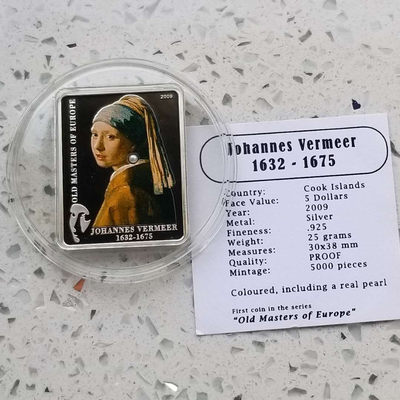 2009
OLD MASTERS OF EUROPE
JOHANNES VERMEER
1632-1675
Johannes Vermeer
1632 - 1675
Country: Cook Islands
Face Value: 5 Dollars
Year: 2009
Metal: Silver
Fineness: .925
Weight: 25 grams
Measures: 30x38 mm
Quality: PROOF
Mintage: 5000 pieces
Coloured, including a real pearl
First coin in the series
"Old Masters of Europe"